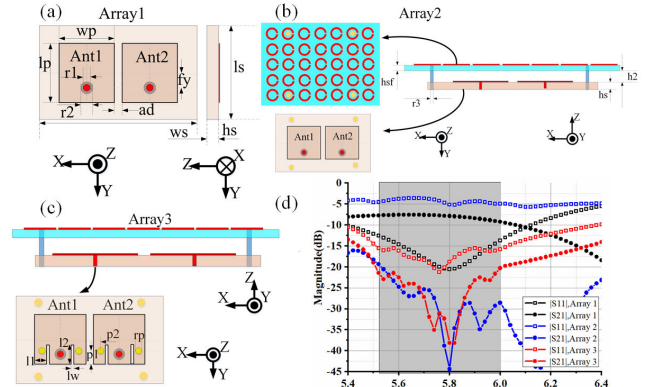 (a) Array1
wp
lp
Ant1 Ant2
r1
r2
fy
ad
ls
ws hs
X Z Y
X Y
(b) Array2
Ant1 Ant2
hsf
r3
h2
hs
X Z Y
Z Y X
(c) Array3
Ant1 Ant2
l1 l2 p2 rp
lw
p1
Z Y X
X Z Y
(d)
Magnitude(dB)
0
-5
-10
-15
-20
-25
-30
-35
-40
-45
5.4 5.6 5.8 6.0 6.2 6.4
|S11|,Array 1
|S21|,Array 1
|S11|,Array 2
|S21|,Array 2
|S11|,Array 3
|S21|,Array 3